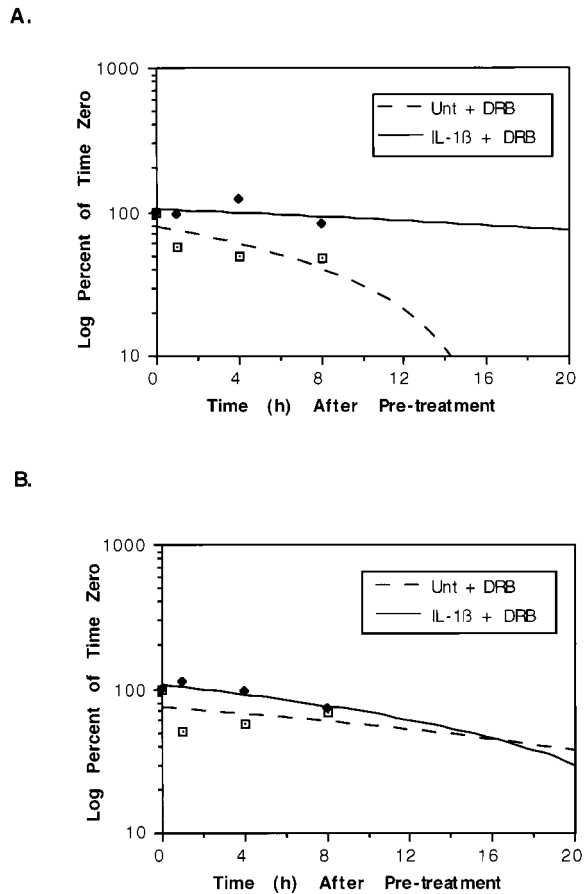 A.
1000
100
10
Log Percent of Time Zero
Unt + DRB
IL-1ß + DRB
0 4 8 12 16 20
Time (h) After Pre-treatment
B.
1000
100
10
Log Percent of Time Zero
Unt + DRB
IL-1ß + DRB
0 4 8 12 16 20
Time (h) After Pre-treatment